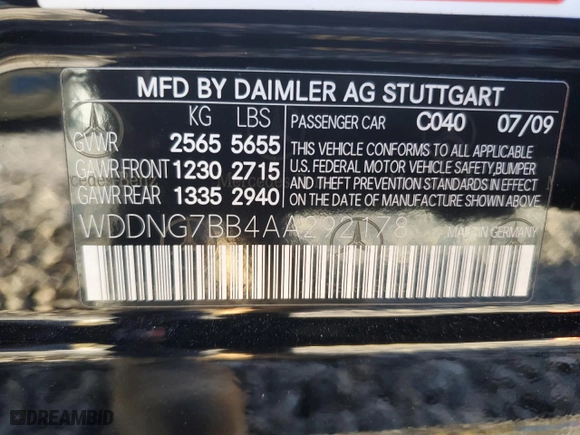 MFD BY DAIMLER AG STUTTGART
KG LBS
GVWR 2565 5655
GAWR FRONT 1230 2715
GAWR REAR 1335 2940
PASSENGER CAR C040 07/09
THIS VEHICLE CONFORMS TO ALL APPLICABLE
U.S. FEDERAL MOTOR VEHICLE SAFETY, BUMPER
AND THEFT PREVENTION STANDARDS IN EFFECT
ON THE DATE OF MANUFACTURE SHOWN ABOVE.
WDDNG7BB4AA292178
MADE IN GERMANY
DREAMBID